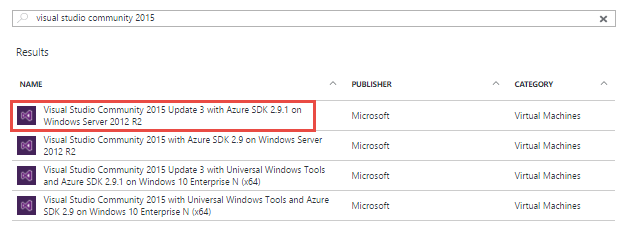 visual studio community 2015
Results
NAME PUBLISHER CATEGORY
Visual Studio Community 2015 Update 3 with Azure SDK 2.9.1 on Microsoft Virtual Machines
Windows Server 2012 R2
Visual Studio Community 2015 with Azure SDK 2.9 on Windows Server Microsoft Virtual Machines
2012 R2
Visual Studio Community 2015 Update 3 with Universal Windows Tools Microsoft Virtual Machines
and Azure SDK 2.9.1 on Windows 10 Enterprise N (x64)
Visual Studio Community 2015 with Universal Windows Tools and Azure Microsoft Virtual Machines
SDK 2.9 on Windows 10 Enterprise N (x64)